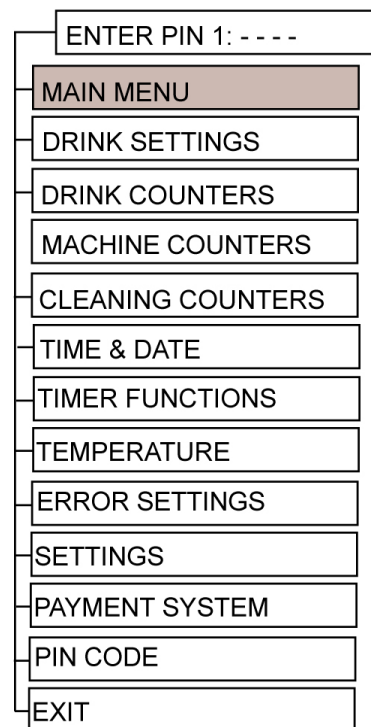 ENTER PIN 1: - - - -
MAIN MENU
DRINK SETTINGS
DRINK COUNTERS
MACHINE COUNTERS
CLEANING COUNTERS
TIME & DATE
TIMER FUNCTIONS
TEMPERATURE
ERROR SETTINGS
SETTINGS
PAYMENT SYSTEM
PIN CODE
EXIT